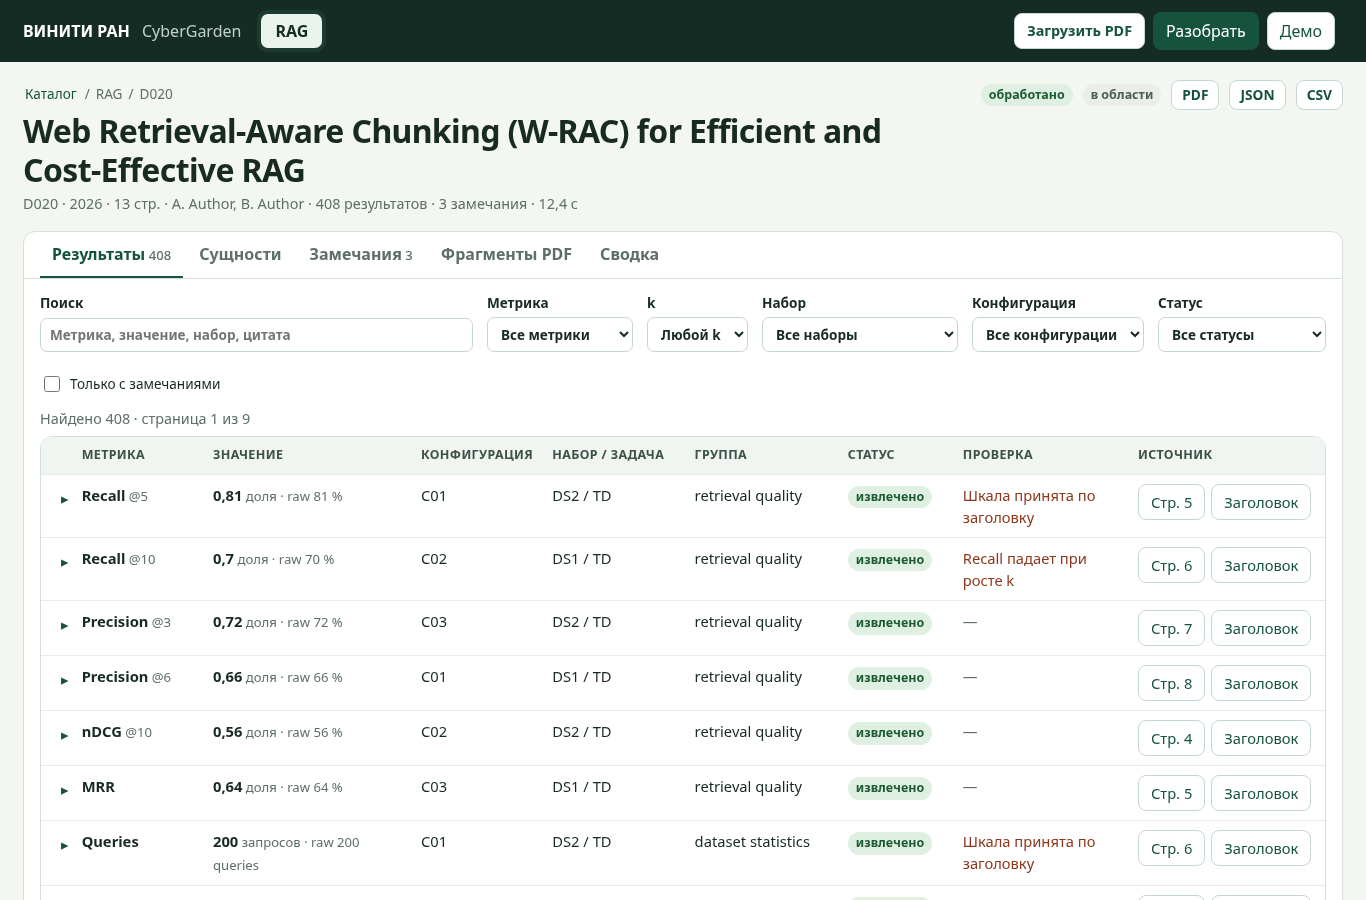 ВИНИТИ РАН CyberGarden RAG Загрузить PDF Разобрать Демо
Каталог / RAG / D020 обработано в области PDF JSON CSV
Web Retrieval-Aware Chunking (W-RAC) for Efficient and
Cost-Effective RAG
D020 · 2026 · 13 стр. · A. Author, B. Author · 408 результатов · 3 замечания · 12,4 с
Результаты 408 Сущности Замечания 3 Фрагменты PDF Сводка
Поиск Метрика k Набор Конфигурация Статус
Метрика, значение, набор, цитата Все метрики Любой k Все наборы Все конфигурации Все статусы
Только с замечаниями
Найдено 408 · страница 1 из 9
МЕТРИКА ЗНАЧЕНИЕ КОНФИГУРАЦИЯ НАБОР / ЗАДАЧА ГРУППА СТАТУС ПРОВЕРКА ИСТОЧНИК
▸ Recall @5 0,81 доля · raw 81 % C01 DS2 / TD retrieval quality извлечено Шкала принята по Стр. 5 Заголовок
заголовку
▸ Recall @10 0,7 доля · raw 70 % C02 DS1 / TD retrieval quality извлечено Recall падает при Стр. 6 Заголовок
росте k
▸ Precision @3 0,72 доля · raw 72 % C03 DS2 / TD retrieval quality извлечено — Стр. 7 Заголовок
▸ Precision @6 0,66 доля · raw 66 % C01 DS1 / TD retrieval quality извлечено — Стр. 8 Заголовок
▸ nDCG @10 0,56 доля · raw 56 % C02 DS2 / TD retrieval quality извлечено — Стр. 4 Заголовок
▸ MRR 0,64 доля · raw 64 % C03 DS1 / TD retrieval quality извлечено — Стр. 5 Заголовок
▸ Queries 200 запросов · raw 200 C01 DS2 / TD dataset statistics извлечено Шкала принята по Стр. 6 Заголовок
queries заголовку